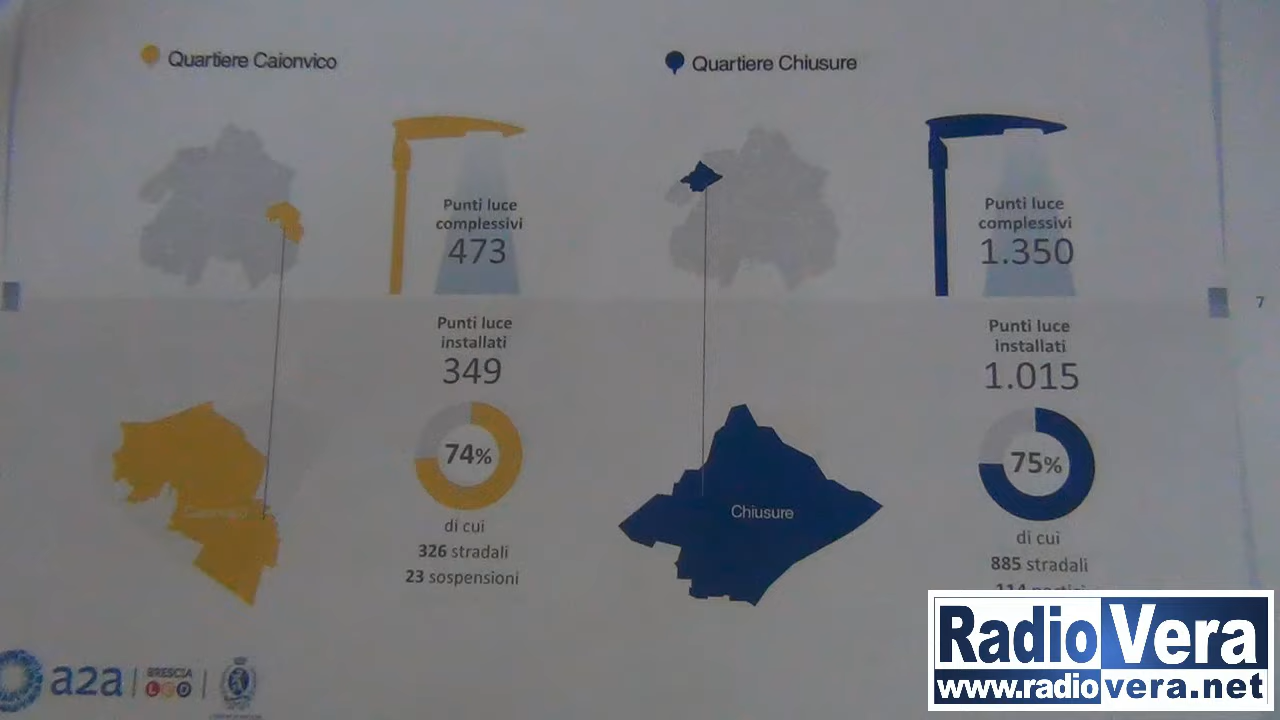 Quartiere Caionvico
Punti luce
complessivi
473
Punti luce
installati
349
74%
di cui
326 stradali
23 sospensioni
Quartiere Chiusure
Punti luce
complessivi
1.350
Punti luce
installati
1.015
75%
Chiusure
di cui
885 stradali
7
a2a
BRESCIA
RadioVera
www.radiovera.net